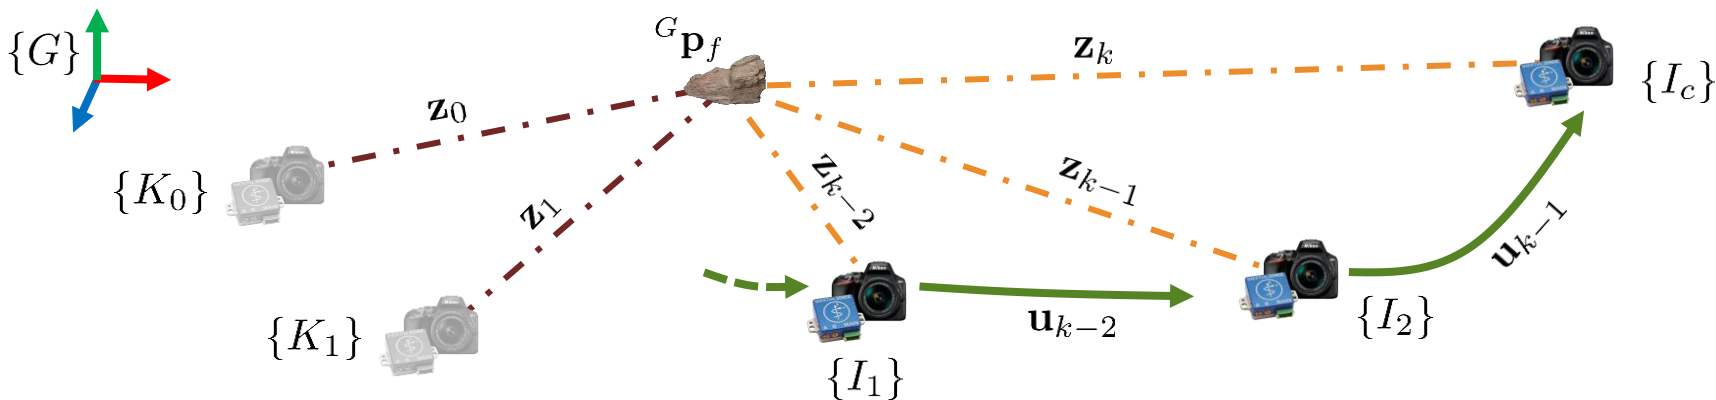 {G}
^G p_f
z_k
{I_c}
z_0
{K_0}
z_1
z_{k-2}
z_{k-1}
u_{k-1}
{K_1}
u_{k-2}
{I_2}
{I_1}